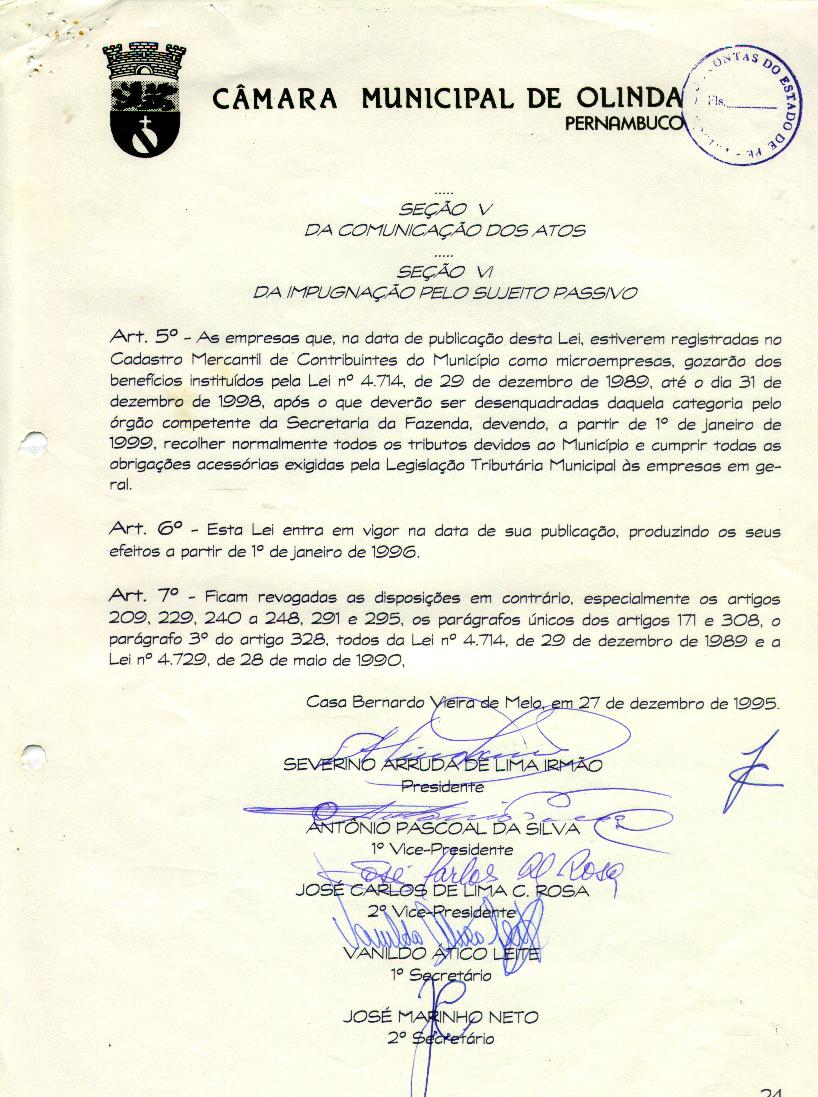 CÂMARA MUNICIPAL DE OLINDA
PERNAMBUCO
CONTAS DO ESTADO DE PE
Fls.
.....
SEÇÃO V
DA COMUNICAÇÃO DOS ATOS
.....
SEÇÃO VI
DA IMPUGNAÇÃO PELO SUJEITO PASSIVO
Art. 5º - As empresas que, na data de publicação desta Lei, estiverem registradas no
Cadastro Mercantil de Contribuintes do Município como microempresas, gozarão dos
benefícios instituídos pela Lei nº 4.714, de 29 de dezembro de 1989, até o dia 31 de
dezembro de 1998, após o que deverão ser desenquadradas daquela categoria pelo
órgão competente da Secretaria da Fazenda, devendo, a partir de 1º de janeiro de
1999, recolher normalmente todos os tributos devidos ao Município e cumprir todas as
obrigações acessórias exigidas pela Legislação Tributária Municipal às empresas em ge-
ral.
Art. 6º - Esta Lei entra em vigor na data de sua publicação, produzindo os seus
efeitos a partir de 1º de janeiro de 1996.
Art. 7º - Ficam revogadas as disposições em contrário, especialmente os artigos
209, 229, 240 a 248, 291 e 295, os parágrafos únicos dos artigos 171 e 308, o
parágrafo 3º do artigo 328, todos da Lei nº 4.714, de 29 de dezembro de 1989 e a
Lei nº 4.729, de 28 de maio de 1990,
Casa Bernardo Vieira de Melo, em 27 de dezembro de 1995.
SEVERINO ARRUDA DE LIMA IRMÃO
Presidente
ANTÔNIO PASCOAL DA SILVA
1º Vice-Presidente
José Carlos Rosa
JOSÉ CARLOS DE LIMA C. ROSA
2º Vice-Presidente
VANILDO ÁTICO LEITE
1º Secretário
JOSÉ MARINHO NETO
2º Secretário
24